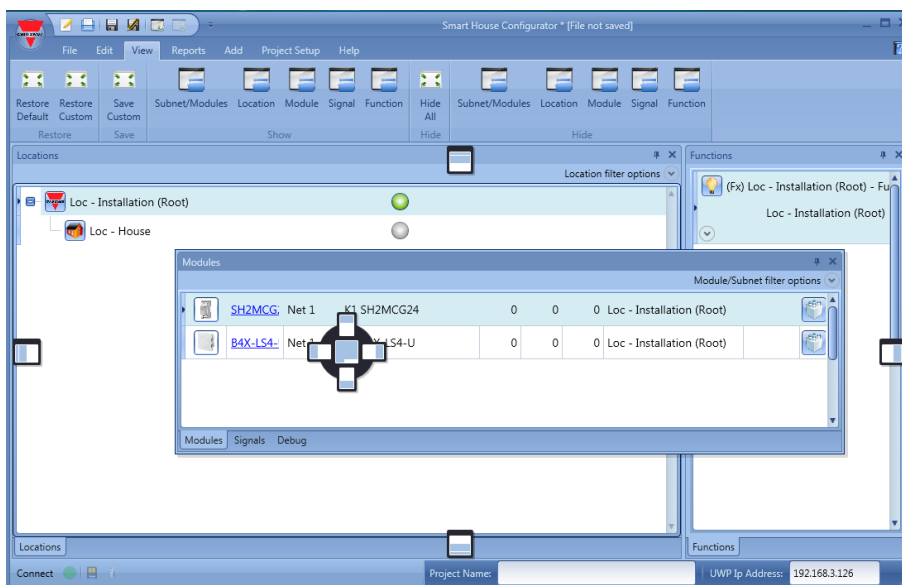 Smart House Configurator * [File not saved]
File Edit View Reports Add Project Setup Help
Restore Default
Restore Custom
Save Custom
Subnet/Modules Location Module Signal Function
Hide All
Subnet/Modules Location Module Signal Function
Restore Save Show Hide Hide
Locations
Location filter options
Loc - Installation (Root)
Loc - House
Functions
(Fx) Loc - Installation (Root) - Fu
Loc - Installation (Root)
Modules
Module/Subnet filter options
SH2MCG Net 1 K1 SH2MCG24 0 0 0 Loc - Installation (Root)
B4X-LS4- Net -LS4-U 0 0 0 Loc - Installation (Root)
Modules Signals Debug
Locations
Functions
Connect
Project Name:
UWP Ip Address: 192.168.3.126